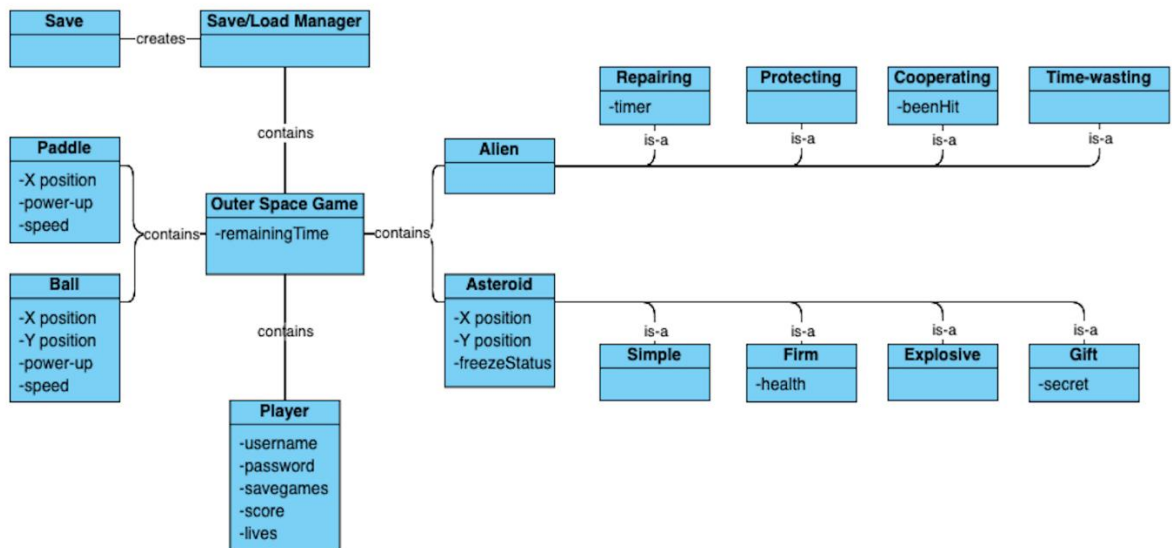 Save
creates
Save/Load Manager
contains
Paddle
-X position
-power-up
-speed
Ball
-X position
-Y position
-power-up
-speed
contains
Outer Space Game
-remainingTime
contains
Player
-username
-password
-savegames
-score
-lives
contains
Alien
Repairing
-timer
is-a
Protecting
is-a
Cooperating
-beenHit
is-a
Time-wasting
is-a
Asteroid
-X position
-Y position
-freezeStatus
is-a
Simple
is-a
Firm
-health
is-a
Explosive
is-a
Gift
-secret